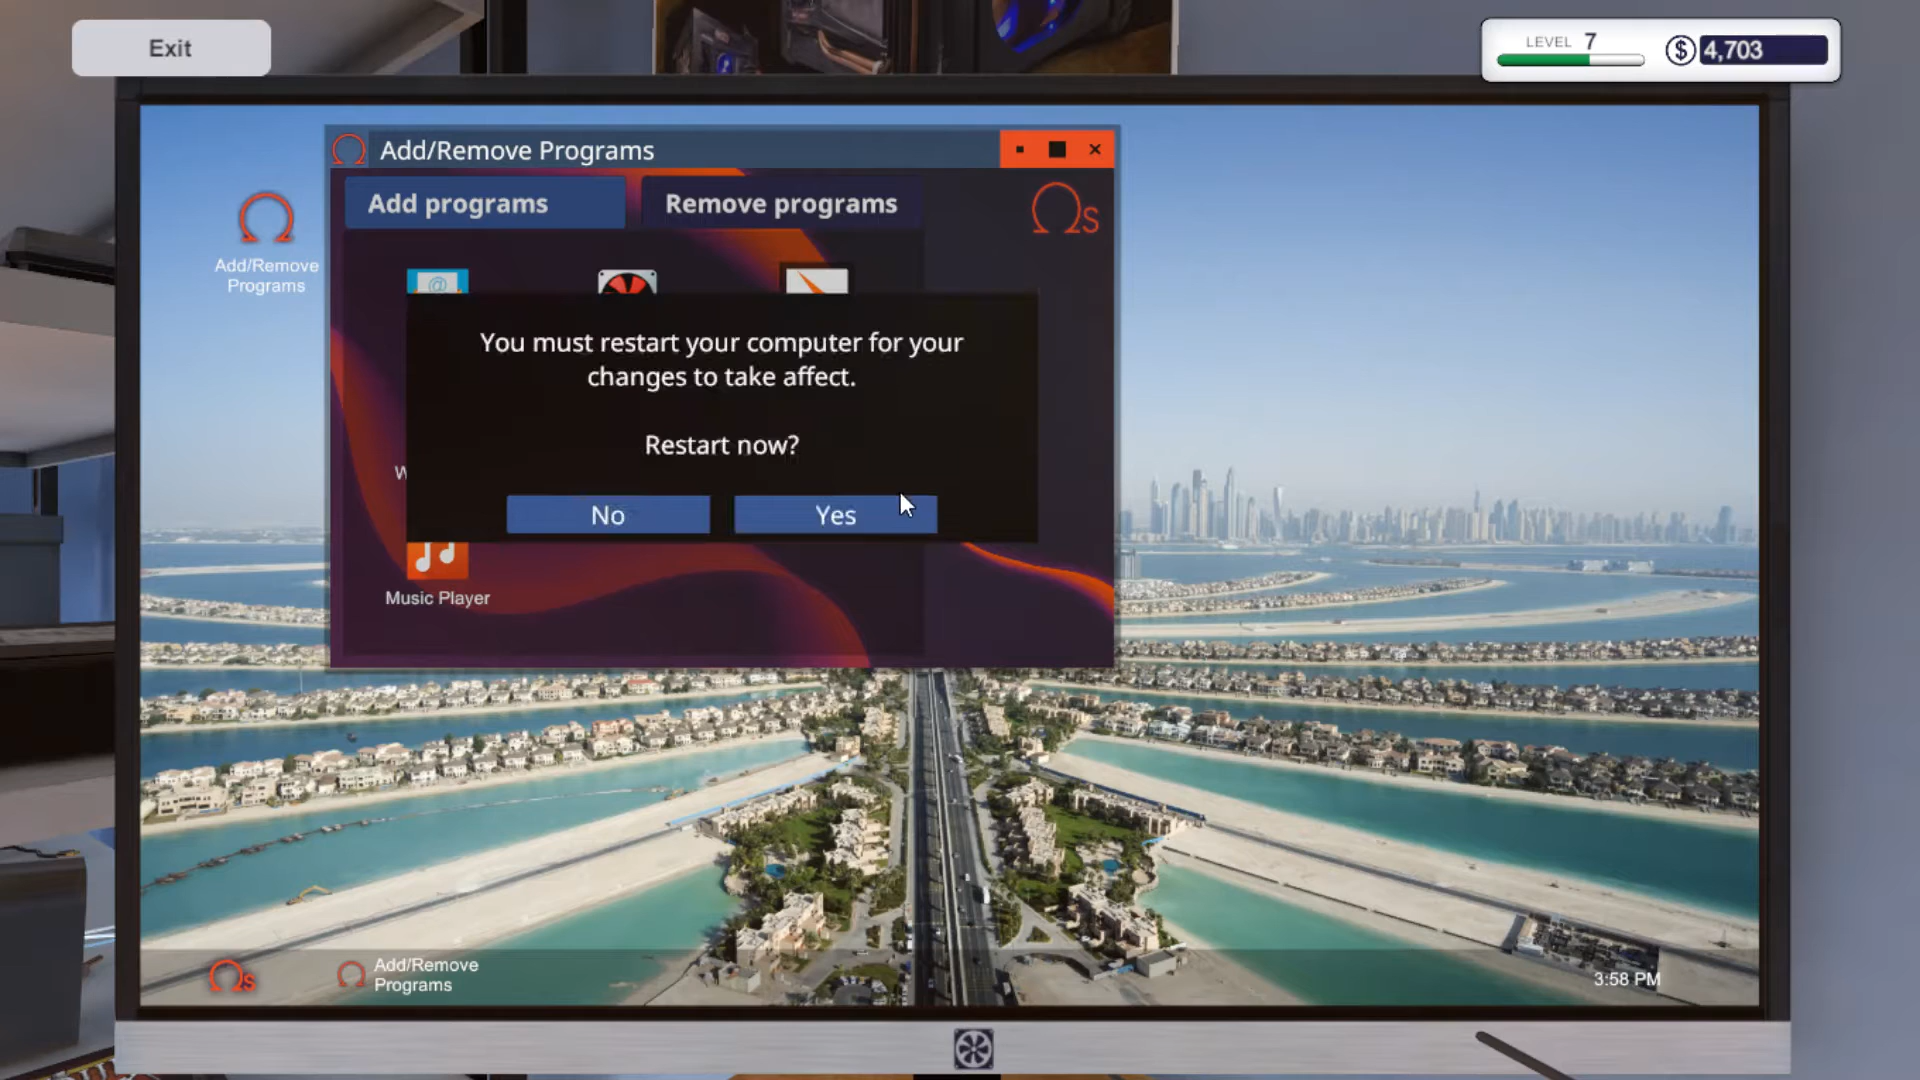 Exit
LEVEL 7
$ 4,703
Add/Remove Programs
Add programs
Remove programs
Ωs
Add/Remove
Programs
@
You must restart your computer for your
changes to take affect.
Restart now?
W
No
Yes
Music Player
Ωs
Add/Remove
Programs
3:58 PM